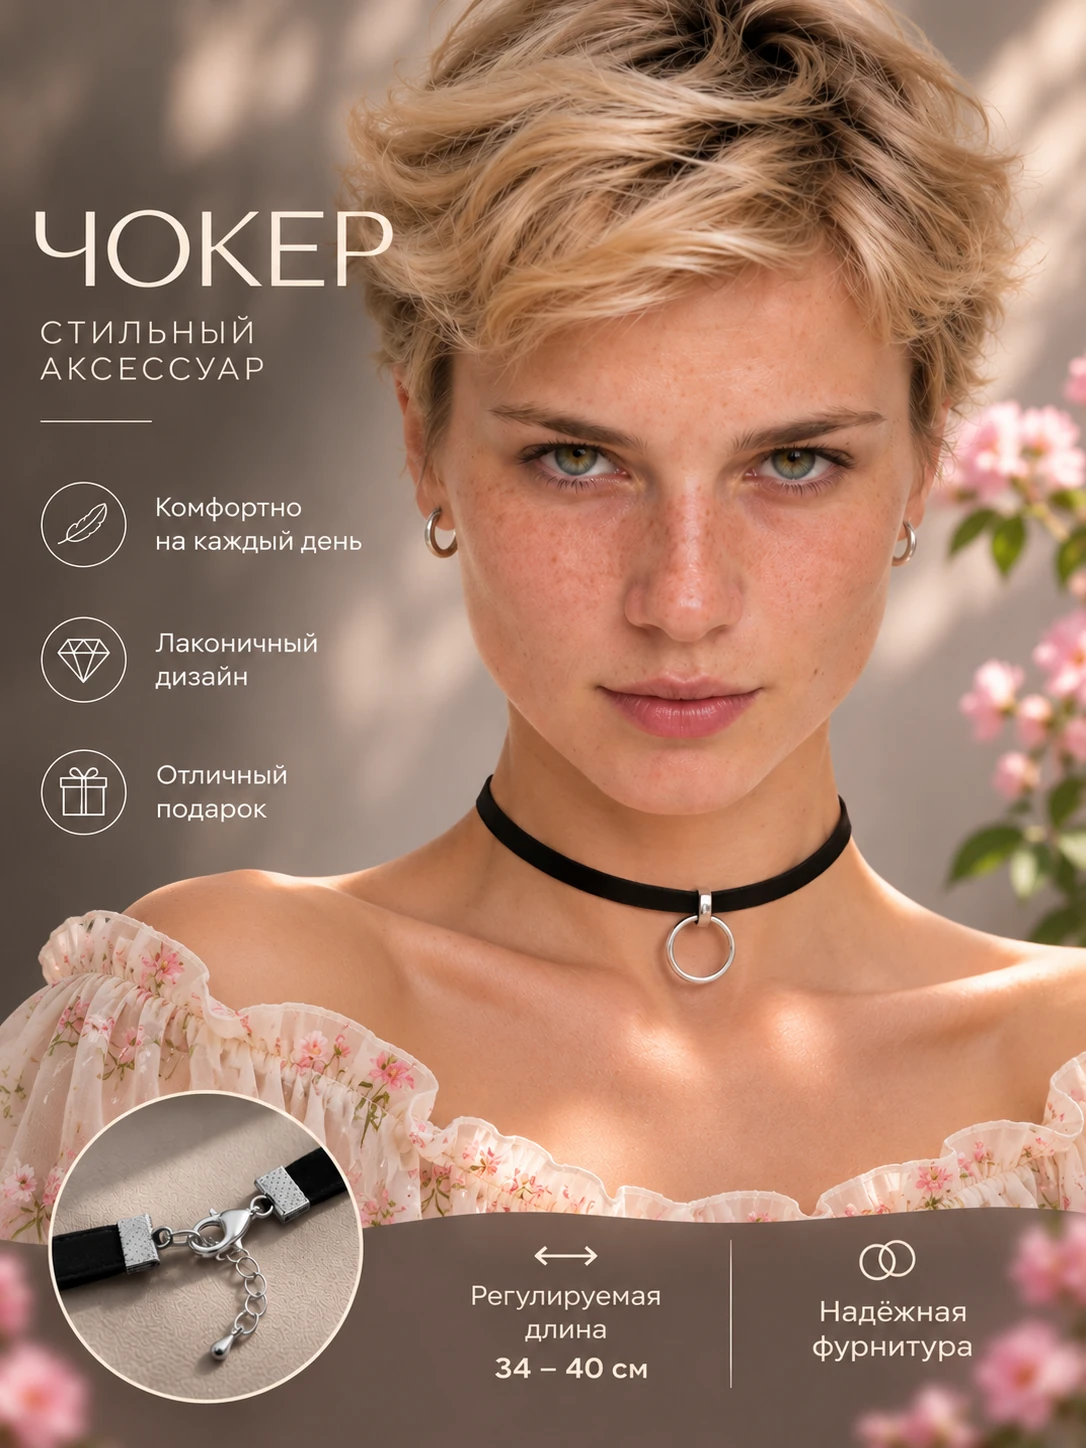 ЧОКЕР
СТИЛЬНЫЙ
АКСЕССУАР
Комфортно
на каждый день
Лаконичный
дизайн
Отличный
подарок
Регулируемая
длина
34 – 40 см
Надёжная
фурнитура